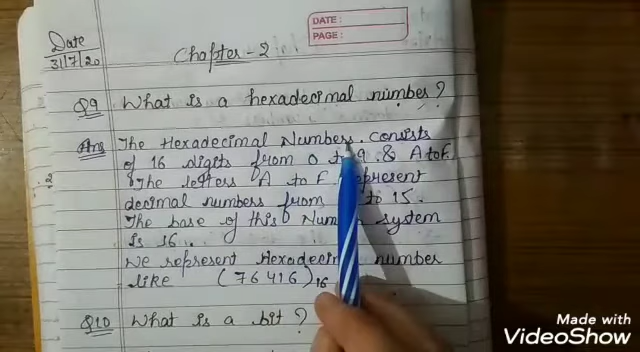 DATE :
PAGE :
Date
31/7/20
Chapter-2
Q9 What is a hexadecimal number?
Ans The Hexadecimal Numbers. consists
of 16 digits from 0 to 9. & A to F.
The letters A to F. represent
decimal numbers from to 15.
The base of this Number system
is 16.
We represent Hexadecimal number
like (76416)16
Q10 What is a bit?
Made with
VideoShow